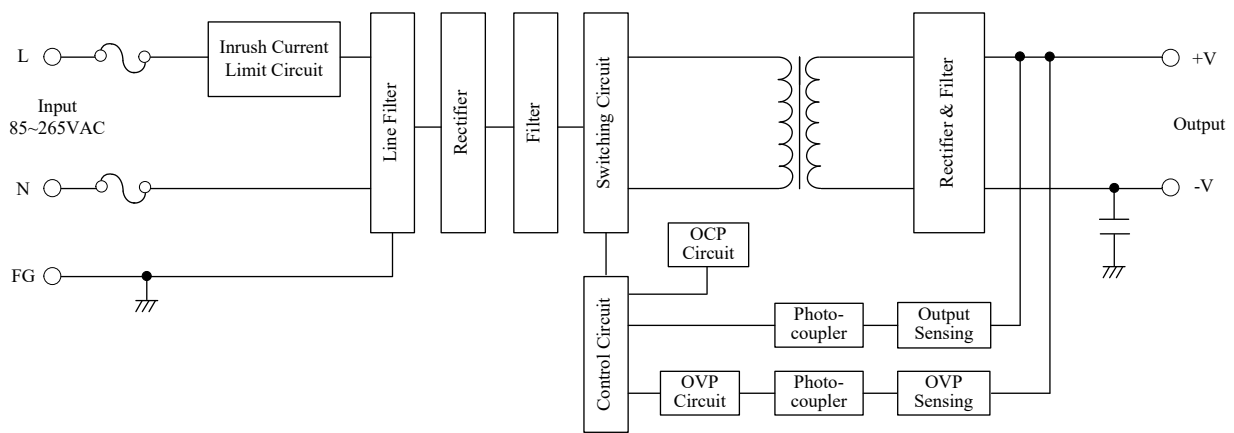 L
Input
85~265VAC
N
FG
Inrush Current
Limit Circuit
Line Filter
Rectifier
Filter
Switching Circuit
Rectifier & Filter
+V
Output
-V
OCP
Circuit
Control Circuit
Photo-
coupler
Output
Sensing
OVP
Circuit
Photo-
coupler
OVP
Sensing